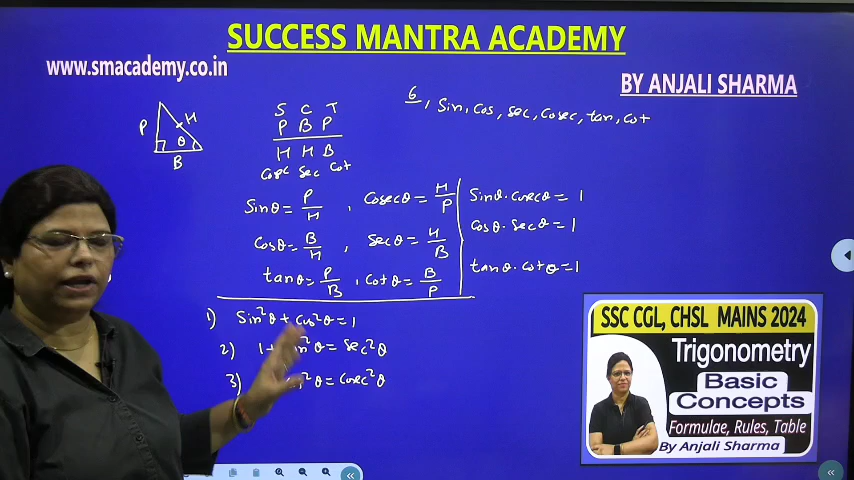 SUCCESS MANTRA ACADEMY
www.smacademy.co.in
BY ANJALI SHARMA
6, Sin, Cos, sec, cosec, tan, cot
S C T
P B P
H H B
cosec sec cot
P H θ B
Sinθ = P/H , Cosecθ = H/P
Sinθ. cosecθ = 1
Cosθ = B/H , Secθ = H/B
Cosθ. Secθ = 1
tanθ = P/B , Cotθ = B/P
tanθ. Cotθ = 1
1) Sin²θ + Cos²θ = 1
2) 1+ ²θ = Sec²θ
3) ²θ = Cosec²θ
SSC CGL, CHSL MAINS 2024
Trigonometry
Basic
Concepts
Formulae, Rules, Table
By Anjali Sharma